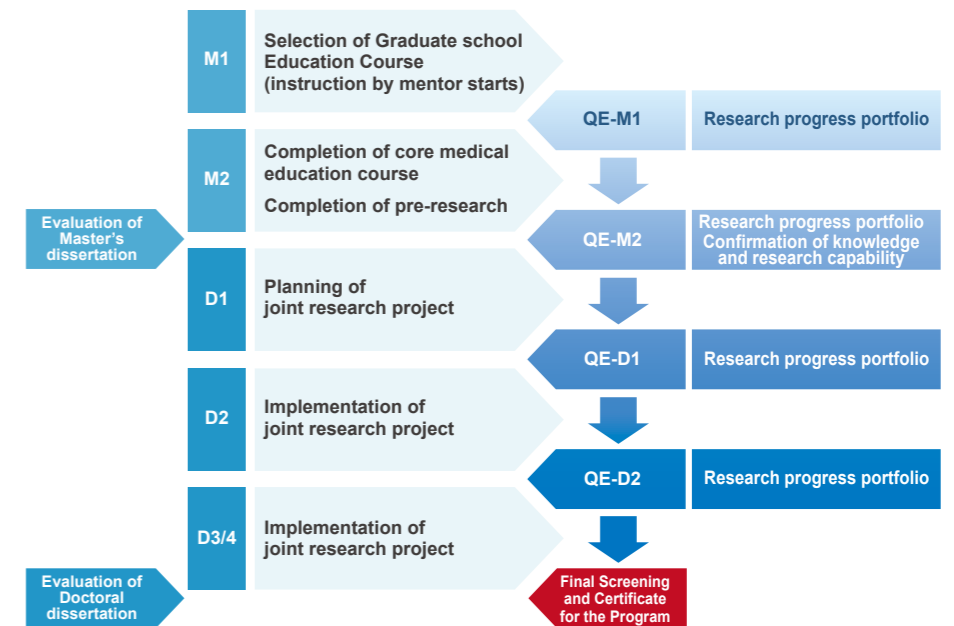 M1
Selection of Graduate school
Education Course
(instruction by mentor starts)
QE-M1
Research progress portfolio
M2
Completion of core medical
education course
Completion of pre-research
Evaluation of
Master's
dissertation
QE-M2
Research progress portfolio
Confirmation of knowledge
and research capability
D1
Planning of
joint research project
QE-D1
Research progress portfolio
D2
Implementation of
joint research project
QE-D2
Research progress portfolio
D3/4
Implementation of
joint research project
Evaluation of
Doctoral
dissertation
Final Screening
and Certificate
for the Program